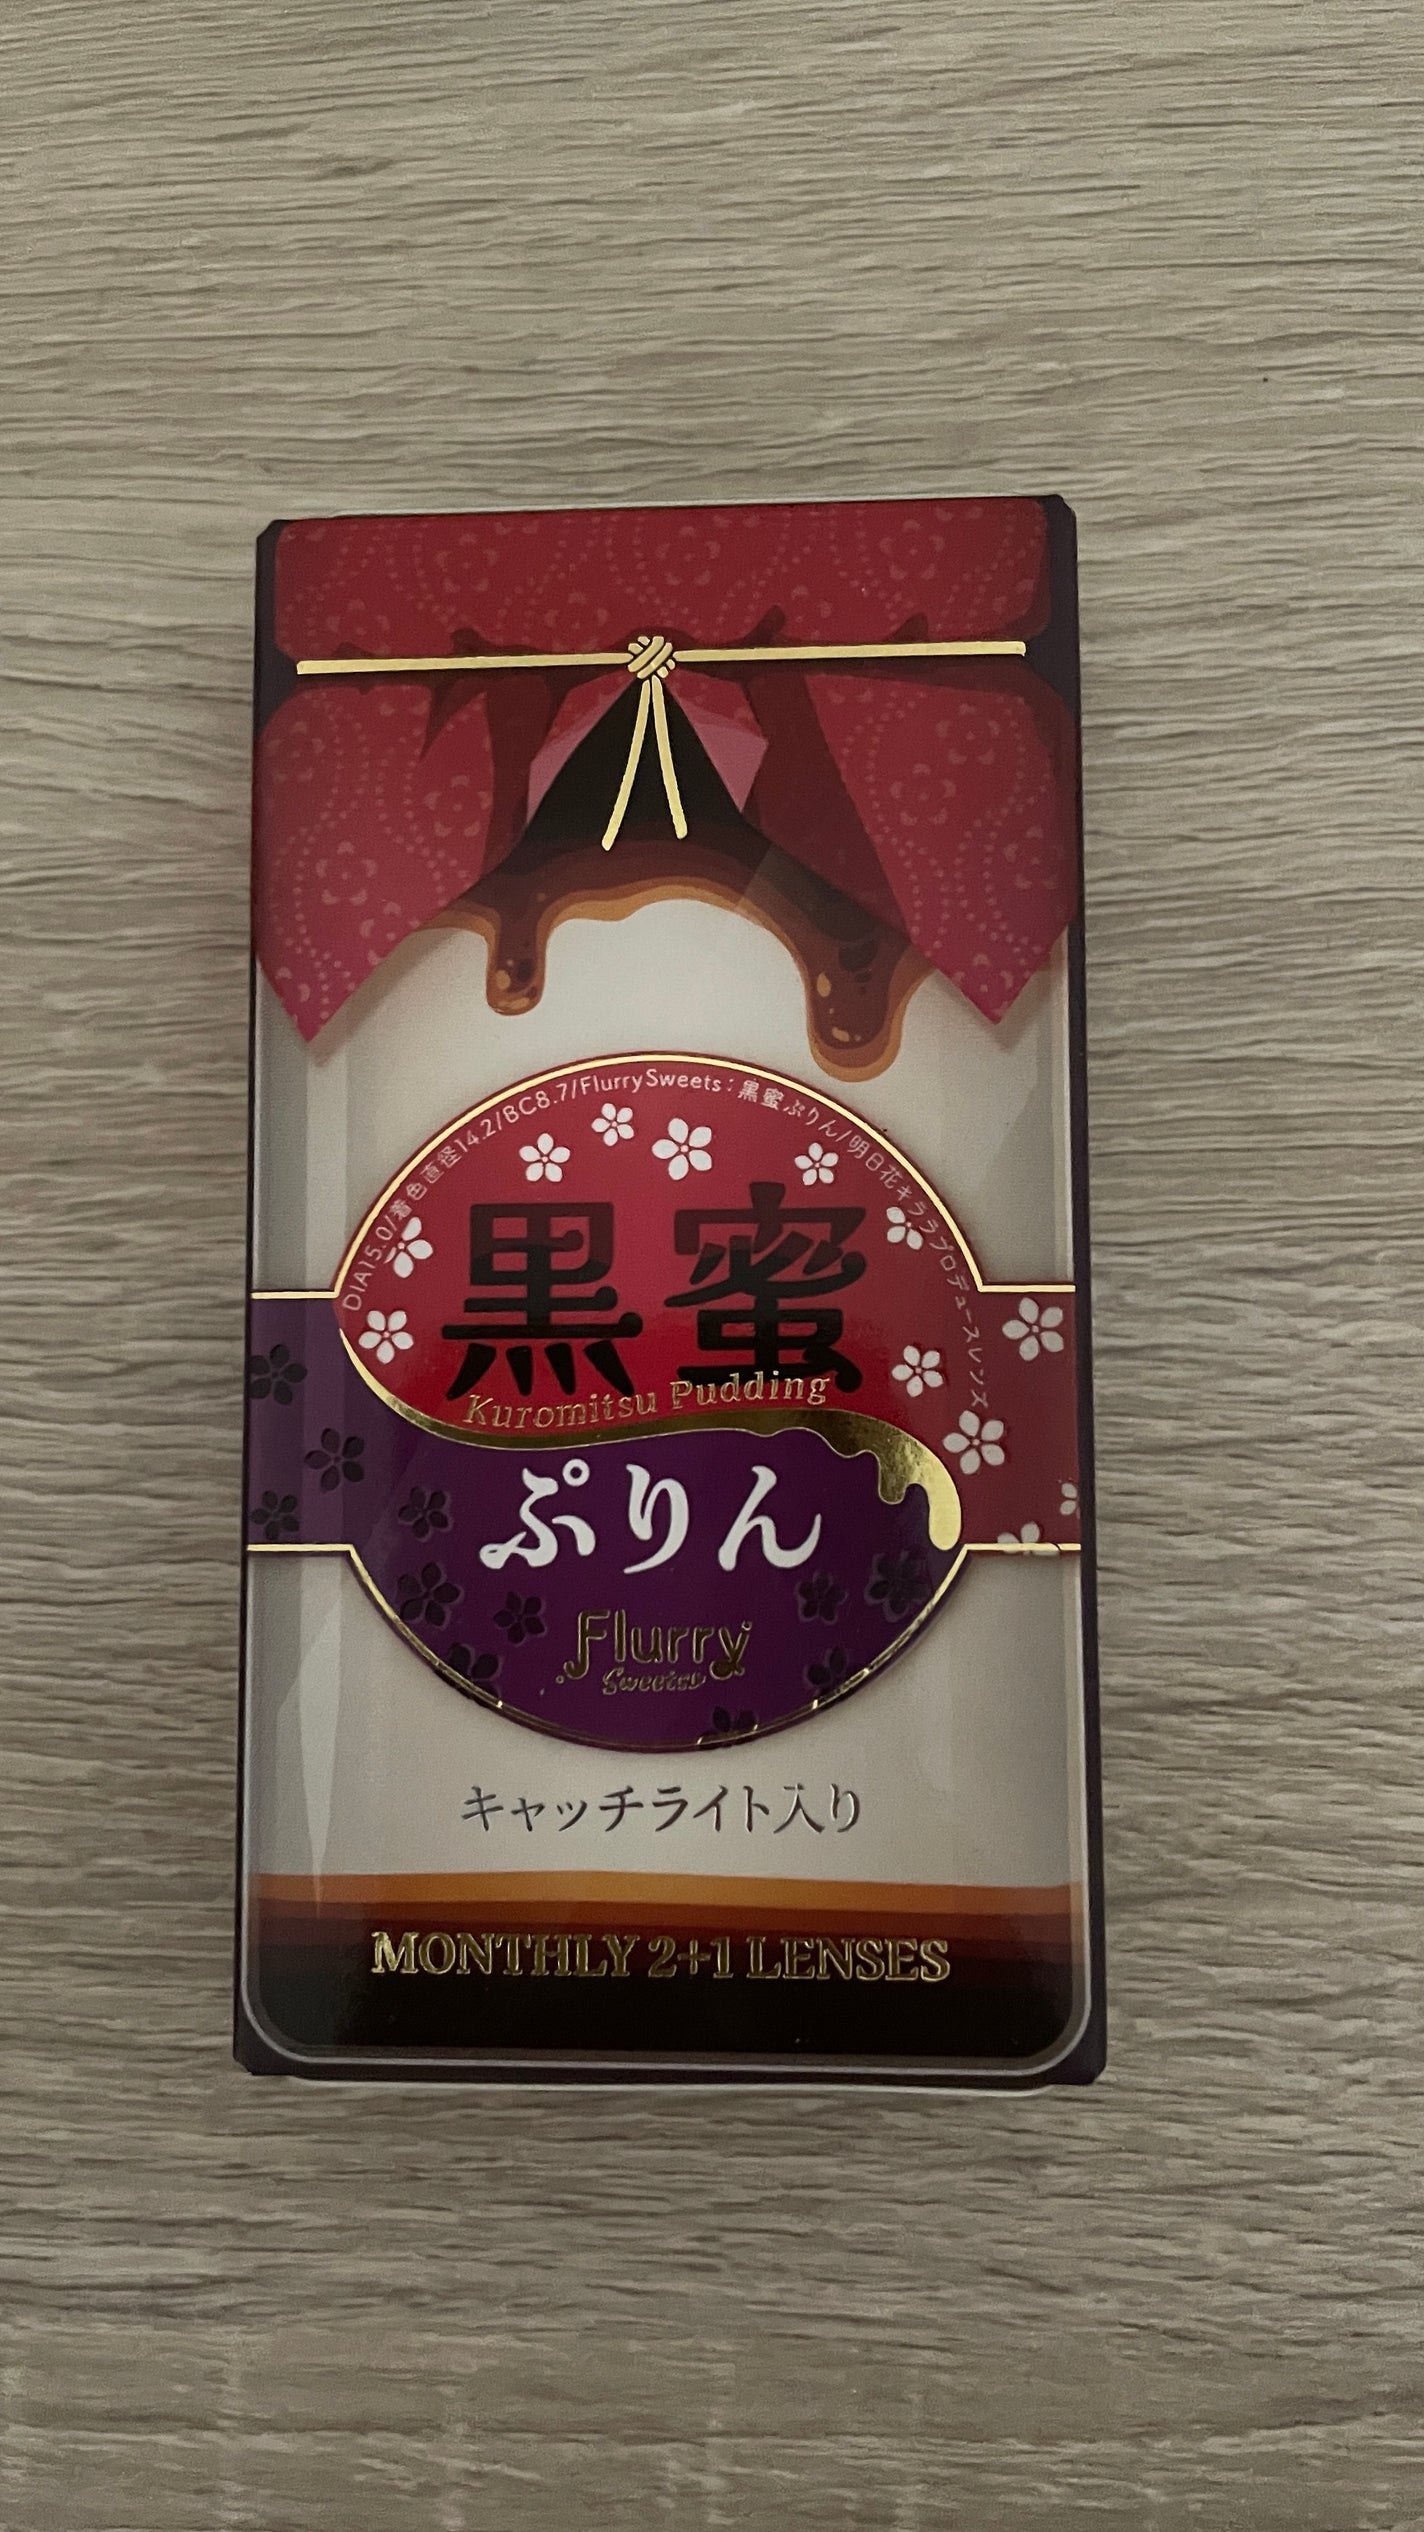 DIA15.0/着色直径14.2/BC8.7/FlurrySweets:黒蜜ぷりん/明日花キララプロデュースレンズ
黒蜜
Kuromitsu Pudding
ぷりん
Flurry
Sweets
キャッチライト入り
MONTHLY 2+1 LENSES